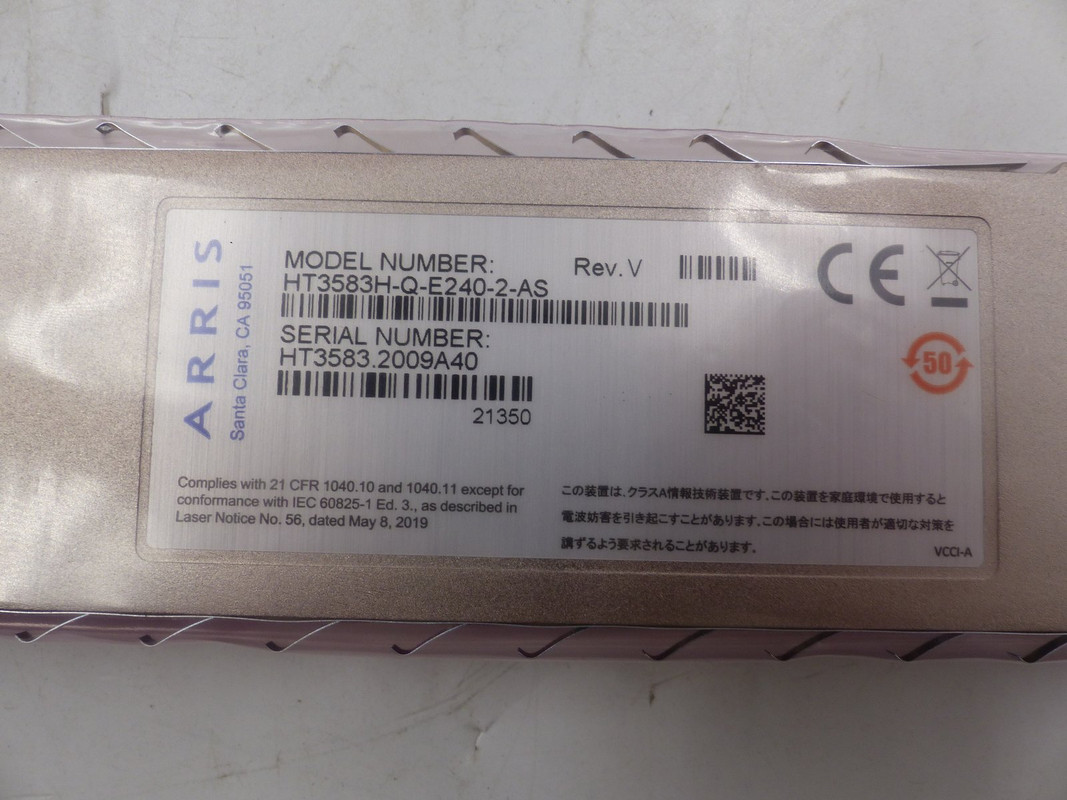 ARRIS
Santa Clara, CA 95051
MODEL NUMBER:
Rev. V
HT3583H-Q-E240-2-AS
SERIAL NUMBER:
HT3583.2009A40
21350
CE
50
Complies with 21 CFR 1040.10 and 1040.11 except for
conformance with IEC 60825-1 Ed. 3., as described in
Laser Notice No. 56, dated May 8, 2019
この装置は、クラスA情報技術装置です。この装置を家庭環境で使用すると
電波妨害を引き起こすことがあります。この場合には使用者が適切な対策を
講ずるよう要求されることがあります。
VCCI-A